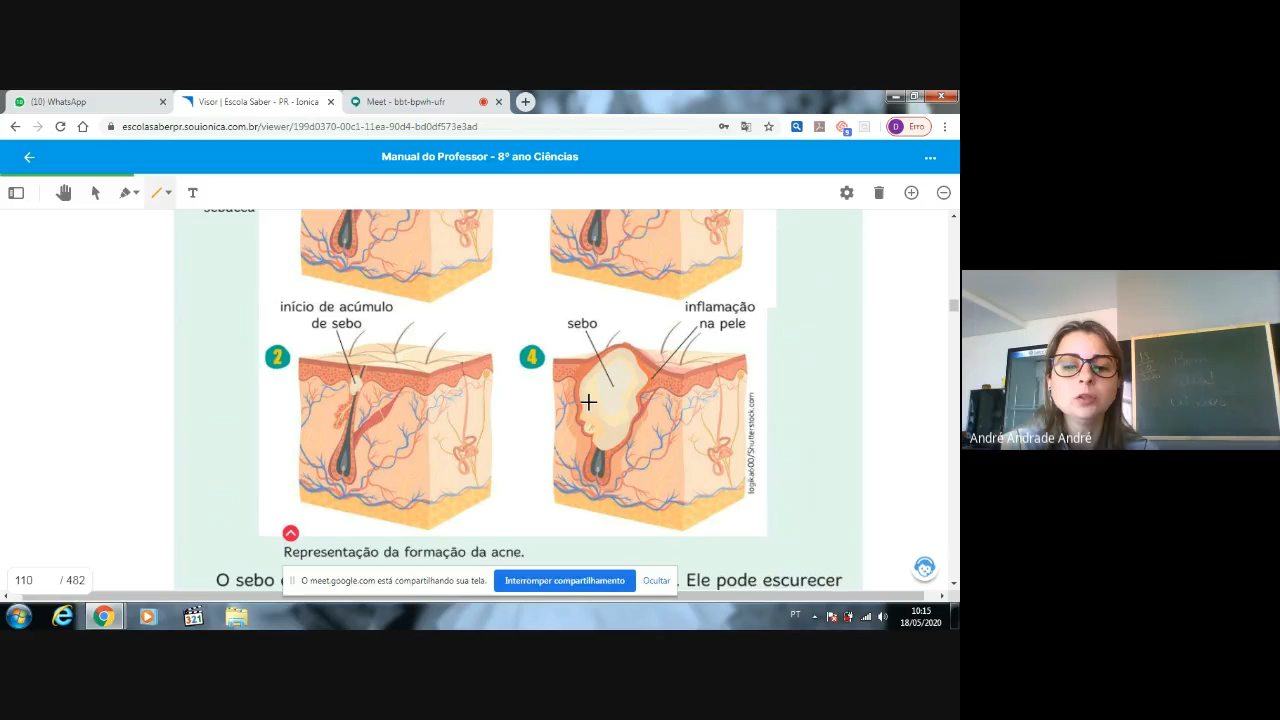 (10) WhatsApp
Visor | Escola Saber - PR - Ionica
Meet - bbt-bpwh-ufr
escolasaberpr.souionica.com.br/viewer/199d0370-00c1-11ea-90d4-bd0df573e3ad
D Erro
Manual do Professor - 8º ano Ciências
T
sebácea
início de acúmulo
de sebo
sebo
inflamação
na pele
2
4
logika600/Shutterstock.com
Representação da formação da acne.
110 / 482
O sebo
. Ele pode escurecer
O meet.google.com está compartilhando sua tela.
Interromper compartilhamento
Ocultar
321
PT
10:15
18/05/2020
André Andrade André